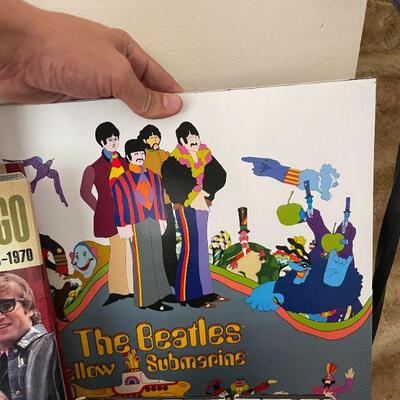 GO
-1970
The Beatles
ellow Submarine